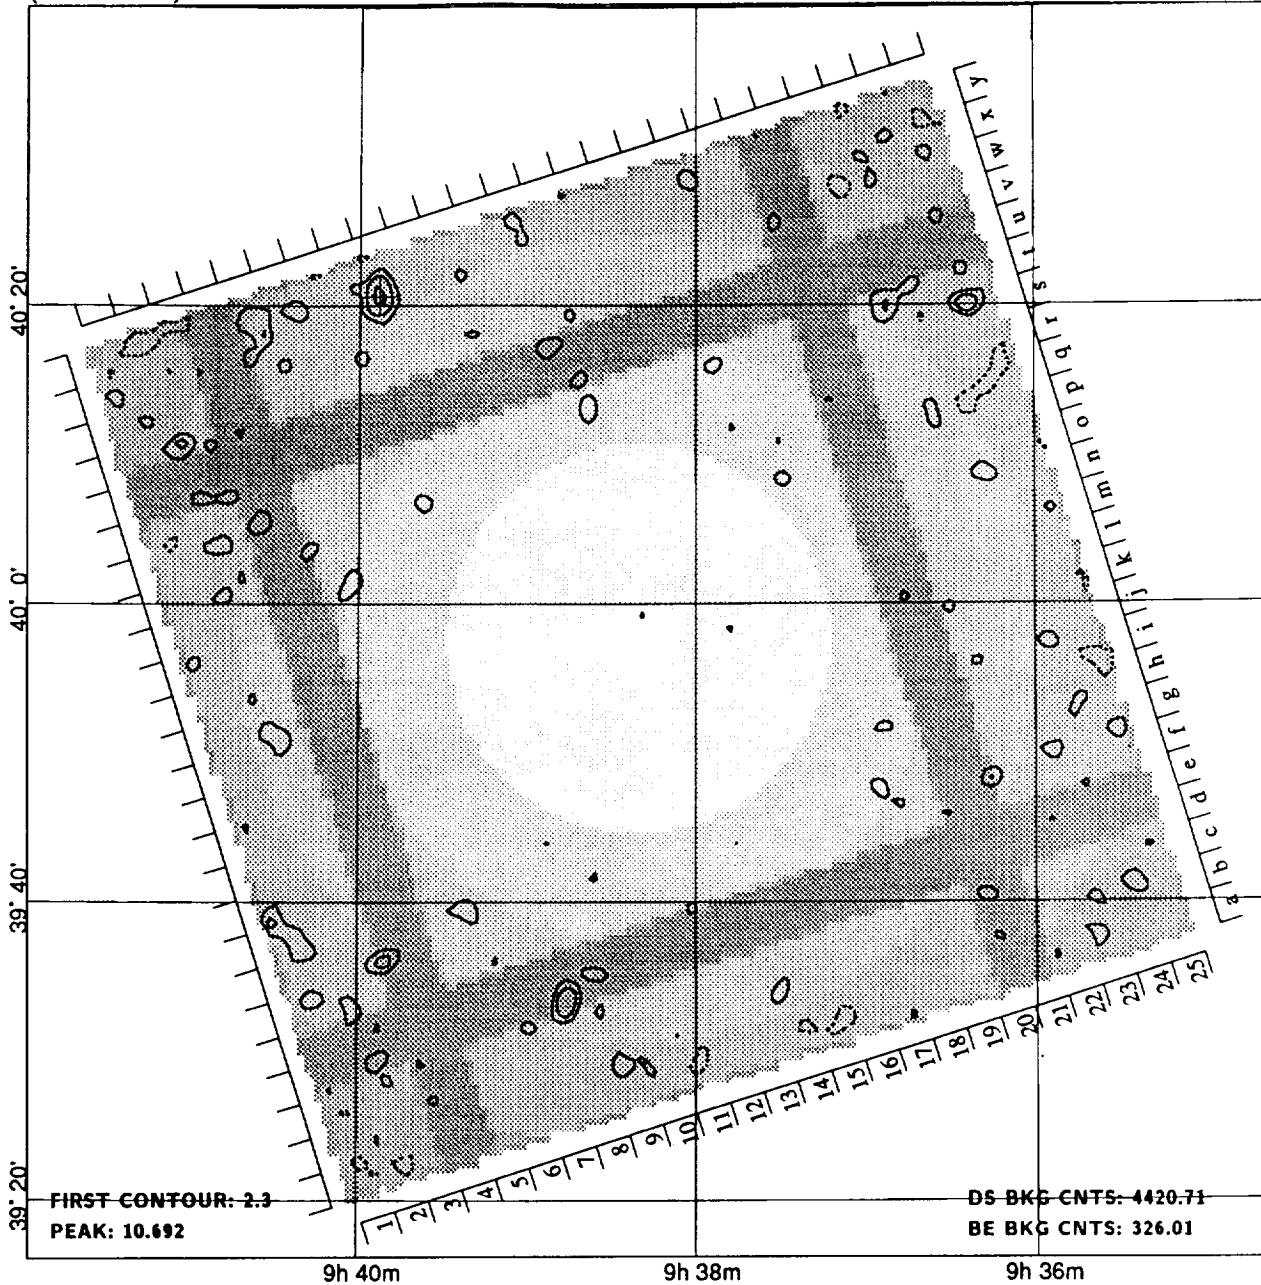 y
x
w
v
u
t
s
r
q
p
o
n
m
l
k
j
i
h
g
f
e
d
c
b
a
40° 20'
40° 0'
39° 40'
39° 20'
1 2 3 4 5 6 7 8 9 10 11 12 13 14 15 16 17 18 19 20 21 22 23 24 25
FIRST CONTOUR: 2.3
PEAK: 10.692
DS BKG CNTS: 4420.71
BE BKG CNTS: 326.01
9h 40m 9h 38m 9h 36m